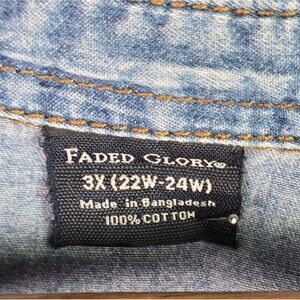 FADED GLORY®
3X (22W-24W)
Made in Bangladesh
100% COTTON